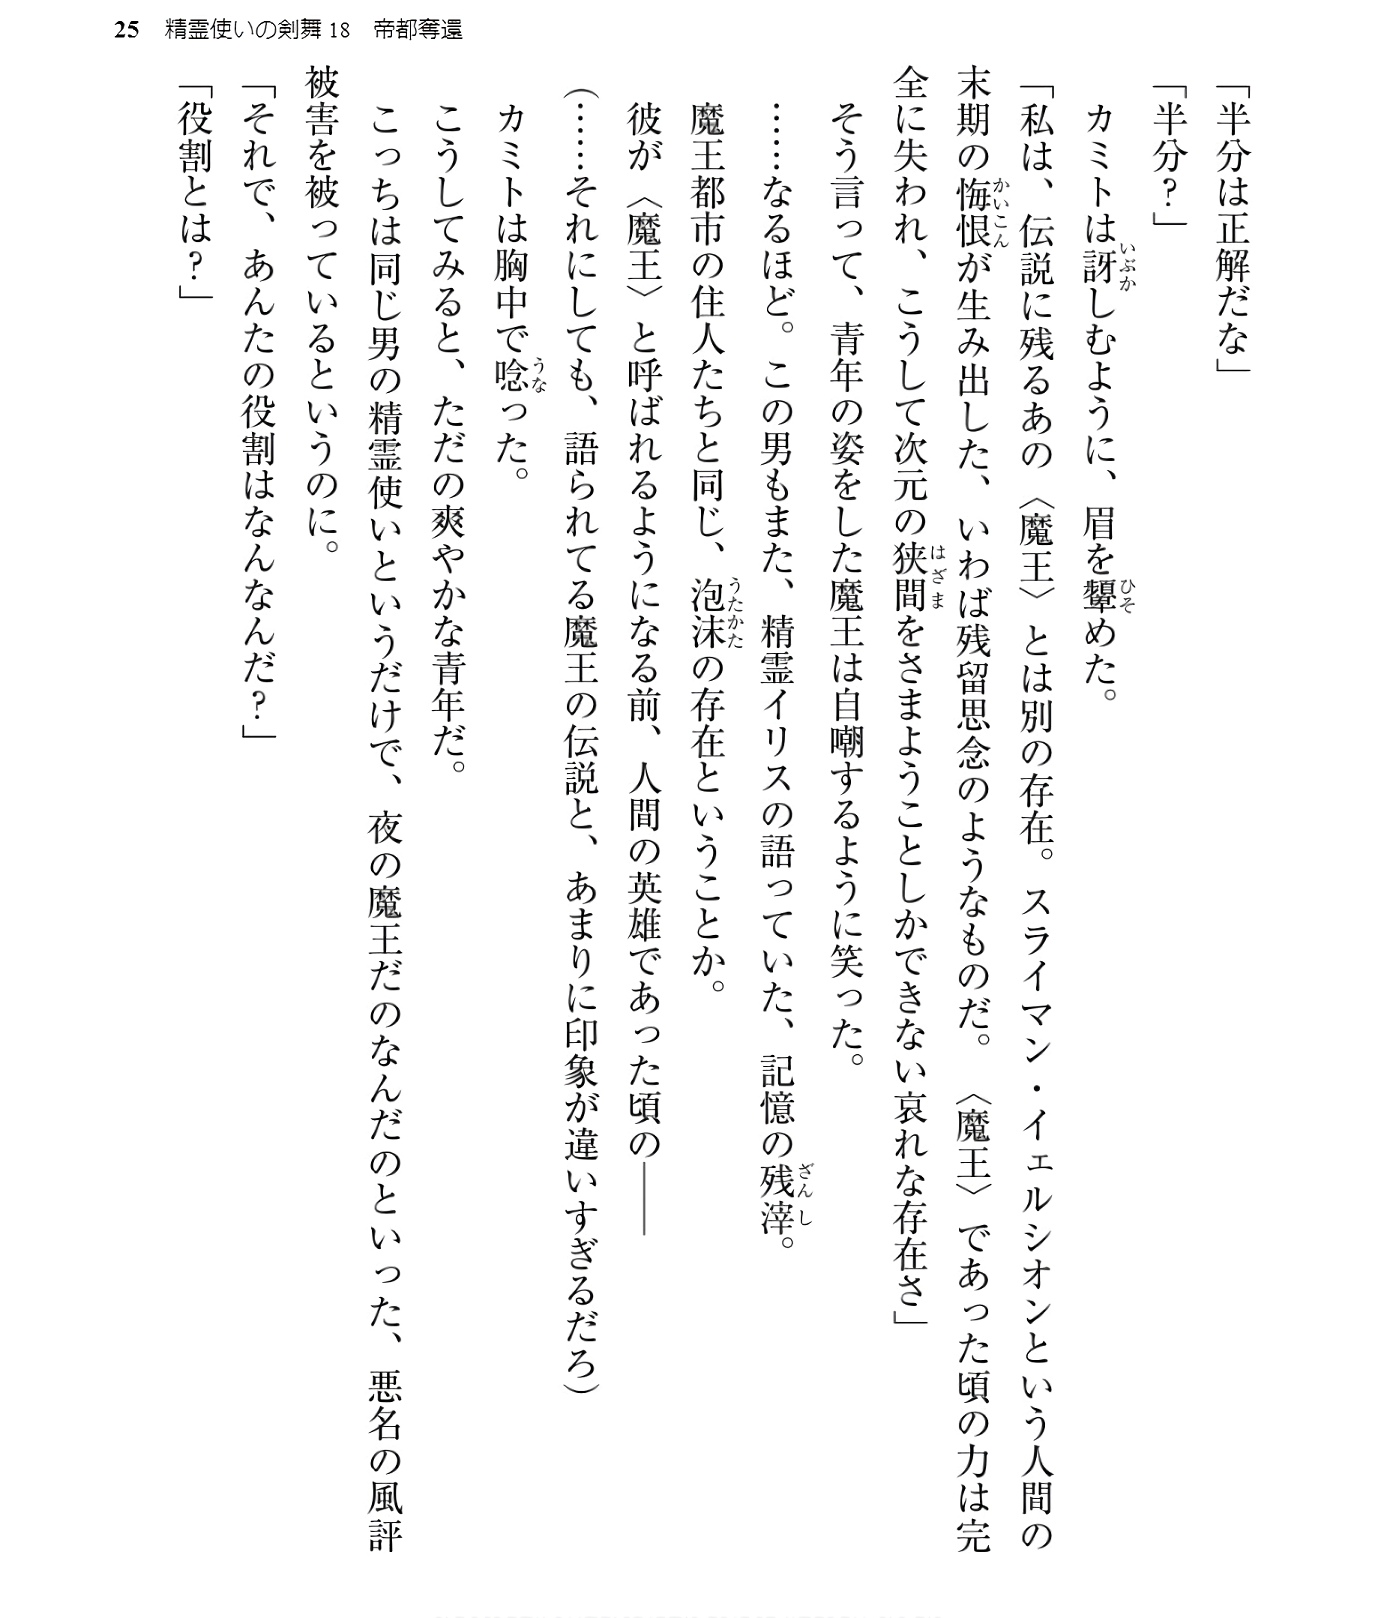 25　精霊使いの剣舞 18　帝都奪還
「半分は正解だな」
「半分？」
　カミトは訝しむように、眉を顰めた。
「私は、伝説に残るあの〈魔王〉とは別の存在。スライマン・イェルシオンという人間の
末期の悔恨が生み出した、いわば残留思念のようなものだ。〈魔王〉であった頃の力は完
全に失われ、こうして次元の狭間をさまようことしかできない哀れな存在さ」
　そう言って、青年の姿をした魔王は自嘲するように笑った。
　……なるほど。この男もまた、精霊イリスの語っていた、記憶の残滓。
　魔王都市の住人たちと同じ、泡沫の存在ということか。
　彼が〈魔王〉と呼ばれるようになる前、人間の英雄であった頃の――
（……それにしても、語られてる魔王の伝説と、あまりに印象が違いすぎるだろ）
　カミトは胸中で唸った。
　こうしてみると、ただの爽やかな青年だ。
　こっちは同じ男の精霊使いというだけで、夜の魔王だのなんだのといった、悪名の風評
被害を被っているというのに。
「それで、あんたの役割はなんなんだ？」
「役割とは？」